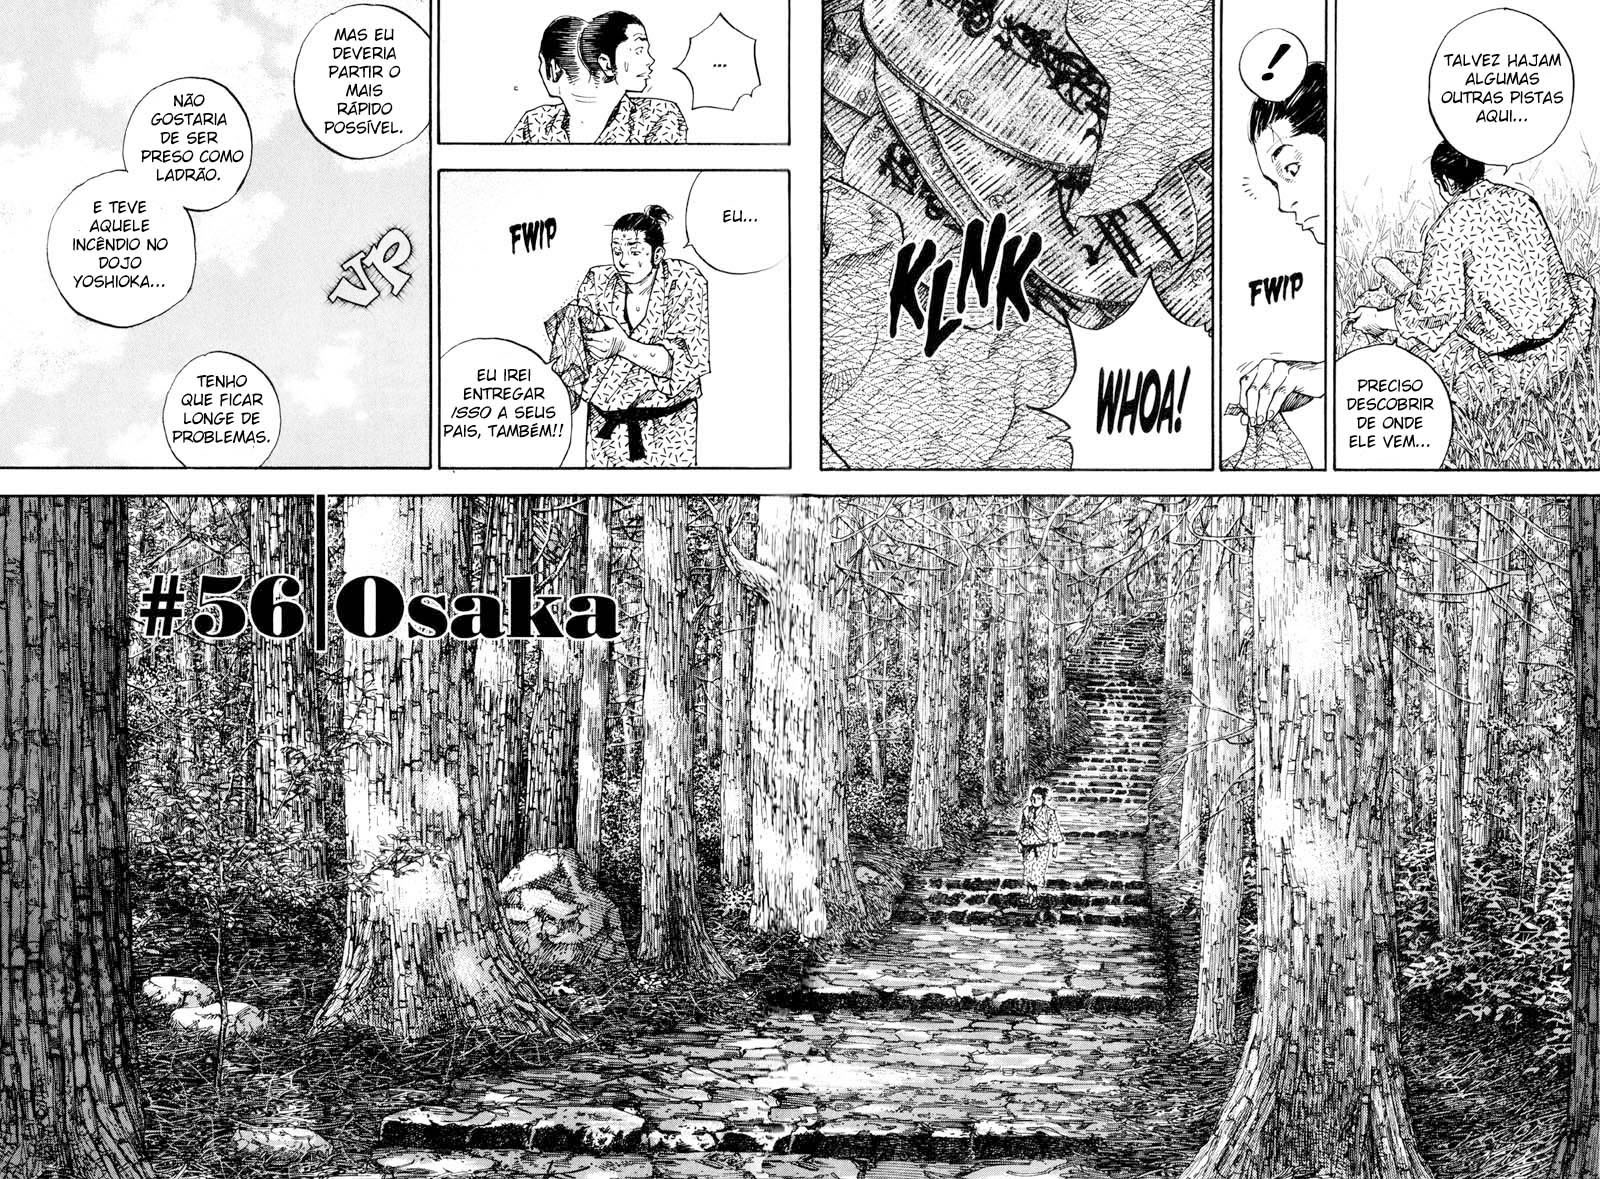 TALVEZ HAJAM
ALGUMAS
OUTRAS PISTAS
AQUI...
PRECISO
DESCOBRIR
DE ONDE
ELE VEM...
!
FWIP
KLNK
WHOA!
...
EU...
FWIP
EU IREI
ENTREGAR
ISSO A SEUS
PAIS, TAMBÉM!!
MAS EU
DEVERIA
PARTIR O
MAIS
RÁPIDO
POSSÍVEL.
NÃO
GOSTARIA
DE SER
PRESO COMO
LADRÃO.
E TEVE
AQUELE
INCÊNDIO NO
DOJO
YOSHIOKA...
VP
TENHO
QUE FICAR
LONGE DE
PROBLEMAS.
#56 Osaka